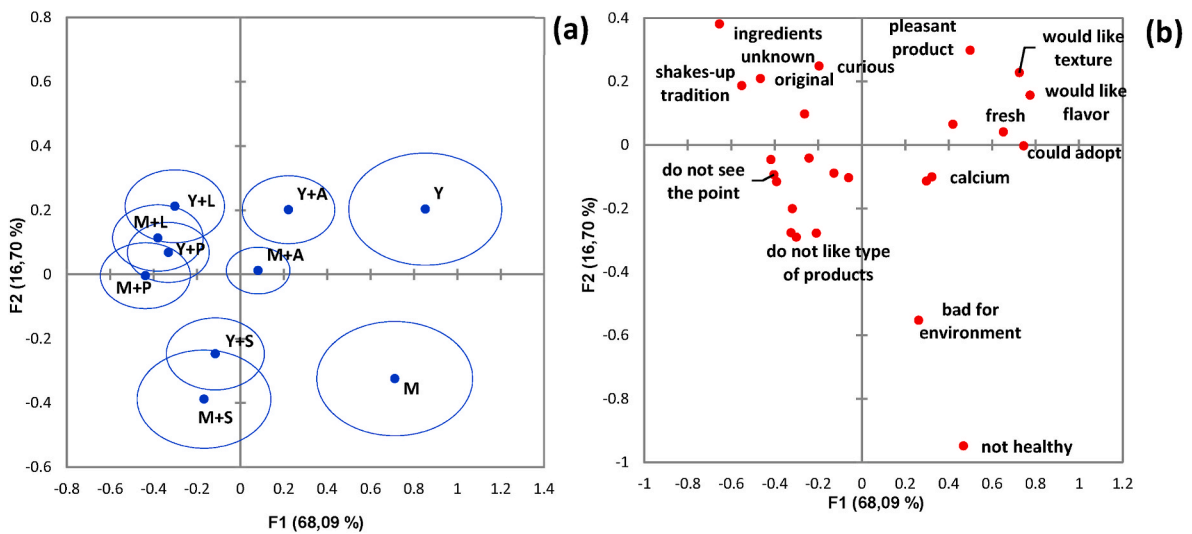 (a)
0.8
0.6
0.4
0.2
0
-0.2
-0.4
-0.6
F2 (16,70 %)
Y+L
M+L
Y+P
M+P
Y+A
M+A
Y
Y+S
M+S
M
-0.8 -0.6 -0.4 -0.2 0 0.2 0.4 0.6 0.8 1 1.2 1.4
F1 (68,09 %)
(b)
0.4
0.2
0
-0.2
-0.4
-0.6
-0.8
-1
F2 (16,70 %)
ingredients
unknown
shakes-up
tradition
original
curious
pleasant
product
would like
texture
would like
flavor
fresh
could adopt
do not see
the point
calcium
do not like type
of products
bad for
environment
not healthy
-1 -0.8 -0.6 -0.4 -0.2 0 0.2 0.4 0.6 0.8 1 1.2
F1 (68,09 %)